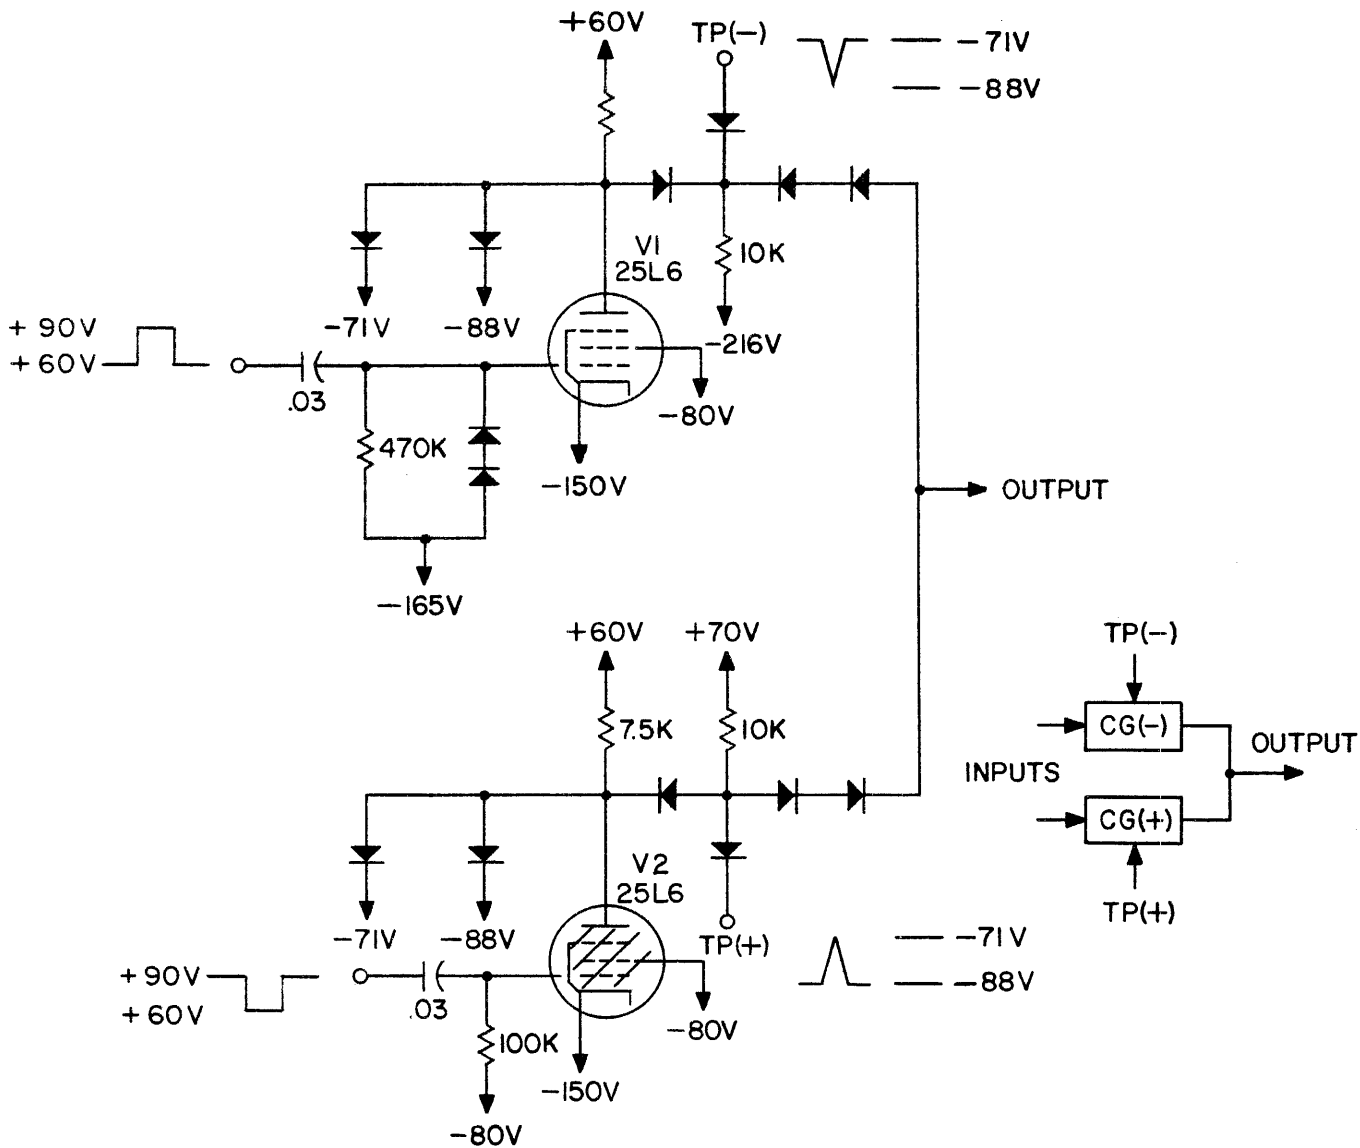 +60V
TP(-)
-71V
-88V
V1
25L6
10K
-71V
-88V
-216V
+90V
+60V
.03
-80V
470K
-150V
OUTPUT
-165V
+60V
+70V
TP(-)
7.5K
10K
CG(-)
OUTPUT
INPUTS
CG(+)
V2
25L6
TP(+)
-71V
-88V
TP(+)
-71V
+90V
-88V
+60V
.03
-80V
100K
-150V
-80V